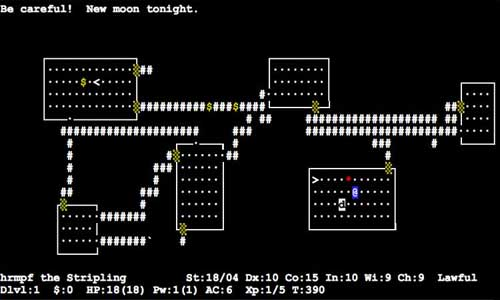 Be careful!  New moon tonight.
hrmpf the Stripling St:18/04 Dx:10 Co:15 In:10 Wi:9 Ch:9 Lawful
Dlvl:1 $:0 HP:18(18) Pw:1(1) AC:6 Xp:1/5 T:390